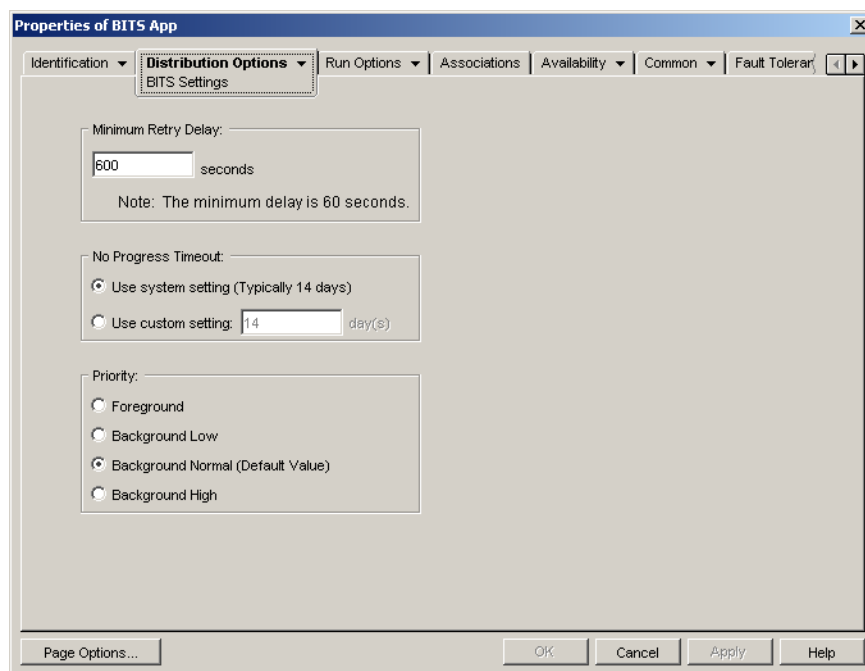 Properties of BITS App
Identification
Distribution Options
Run Options
Associations
Availability
Common
Fault Toleran
BITS Settings
Minimum Retry Delay:
600 seconds
Note: The minimum delay is 60 seconds.
No Progress Timeout:
Use system setting (Typically 14 days)
Use custom setting: 14 day(s)
Priority:
Foreground
Background Low
Background Normal (Default Value)
Background High
Page Options...
OK
Cancel
Apply
Help